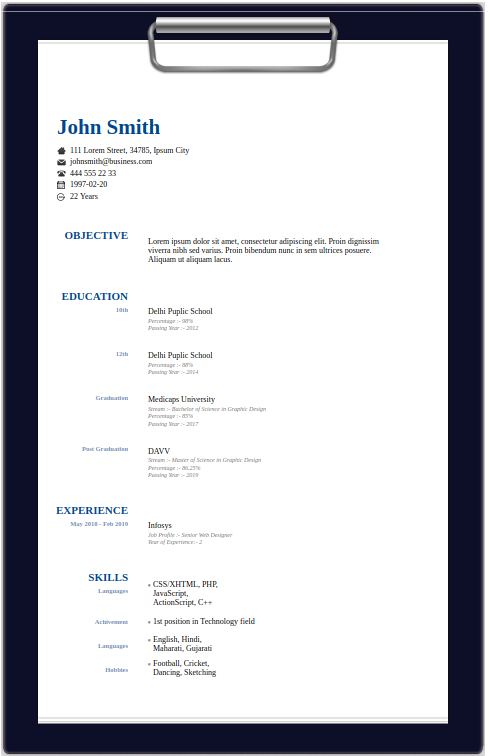 John Smith
111 Lorem Street, 34785, Ipsum City
johnsmith@business.com
444 555 22 33
1997-02-20
22 Years
OBJECTIVE
Lorem ipsum dolor sit amet, consectetur adipiscing elit. Proin dignissim
viverra nibh sed varius. Proin bibendum nunc in sem ultrices posuere.
Aliquam ut aliquam lacus.
EDUCATION
10th
Delhi Puplic School
Percentage :- 98%
Passing Year :- 2012
12th
Delhi Puplic School
Percentage :- 88%
Passing Year :- 2014
Graduation
Medicaps University
Stream :- Bachelor of Science in Graphic Design
Percentage :- 85%
Passing Year :- 2017
Post Graduation
DAVV
Stream :- Master of Science in Graphic Design
Percentage :- 86.25%
Passing Year :- 2019
EXPERIENCE
May 2018 - Feb 2019
Infosys
Job Profile :- Senior Web Designer
Year of Experience:- 2
SKILLS
Languages
CSS/XHTML, PHP,
JavaScript,
ActionScript, C++
Achivement
1st position in Technology field
Languages
English, Hindi,
Maharati, Gujarati
Hobbies
Football, Cricket,
Dancing, Sketching